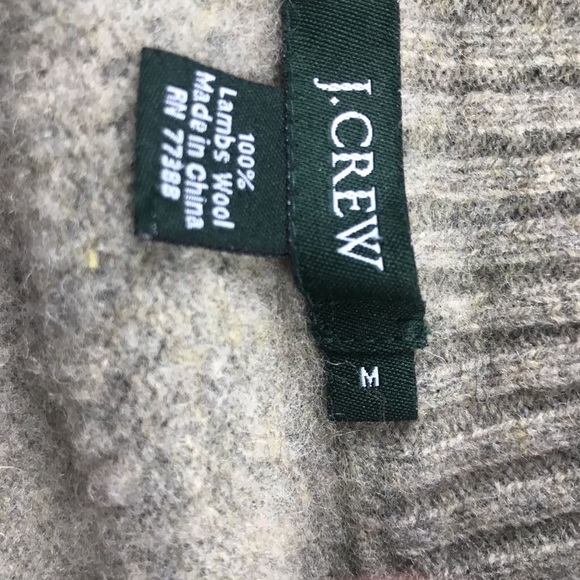 J.CREW
M
100%
Lambs Wool
Made in China
RN 77388